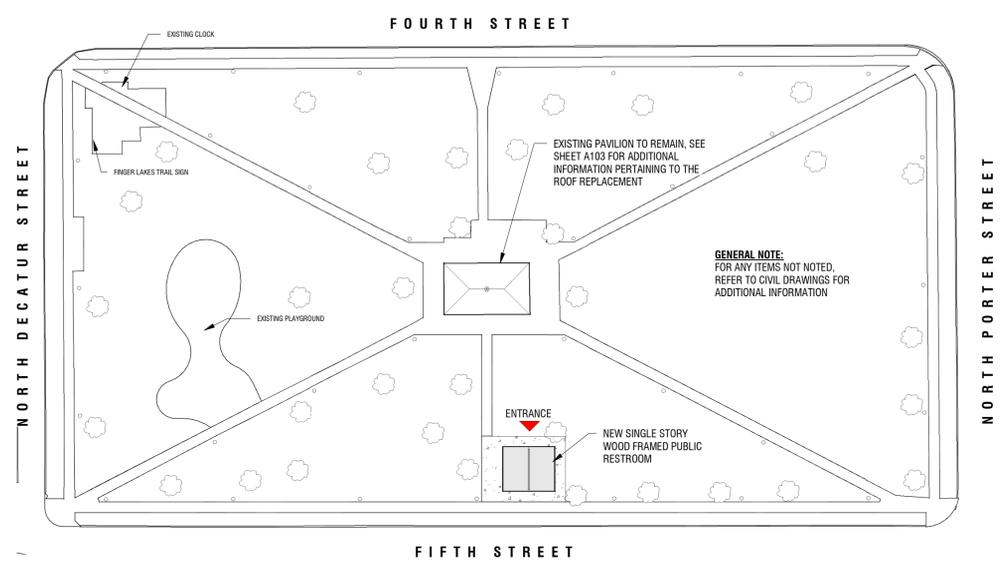 FOURTH STREET
EXISTING CLOCK
EXISTING PAVILION TO REMAIN, SEE
SHEET A103 FOR ADDITIONAL
INFORMATION PERTAINING TO THE
ROOF REPLACEMENT
FINGER LAKES TRAIL SIGN
NORTH DECATUR STREET
NORTH PORTER STREET
GENERAL NOTE:
FOR ANY ITEMS NOT NOTED,
REFER TO CIVIL DRAWINGS FOR
ADDITIONAL INFORMATION
EXISTING PLAYGROUND
ENTRANCE
NEW SINGLE STORY
WOOD FRAMED PUBLIC
RESTROOM
FIFTH STREET